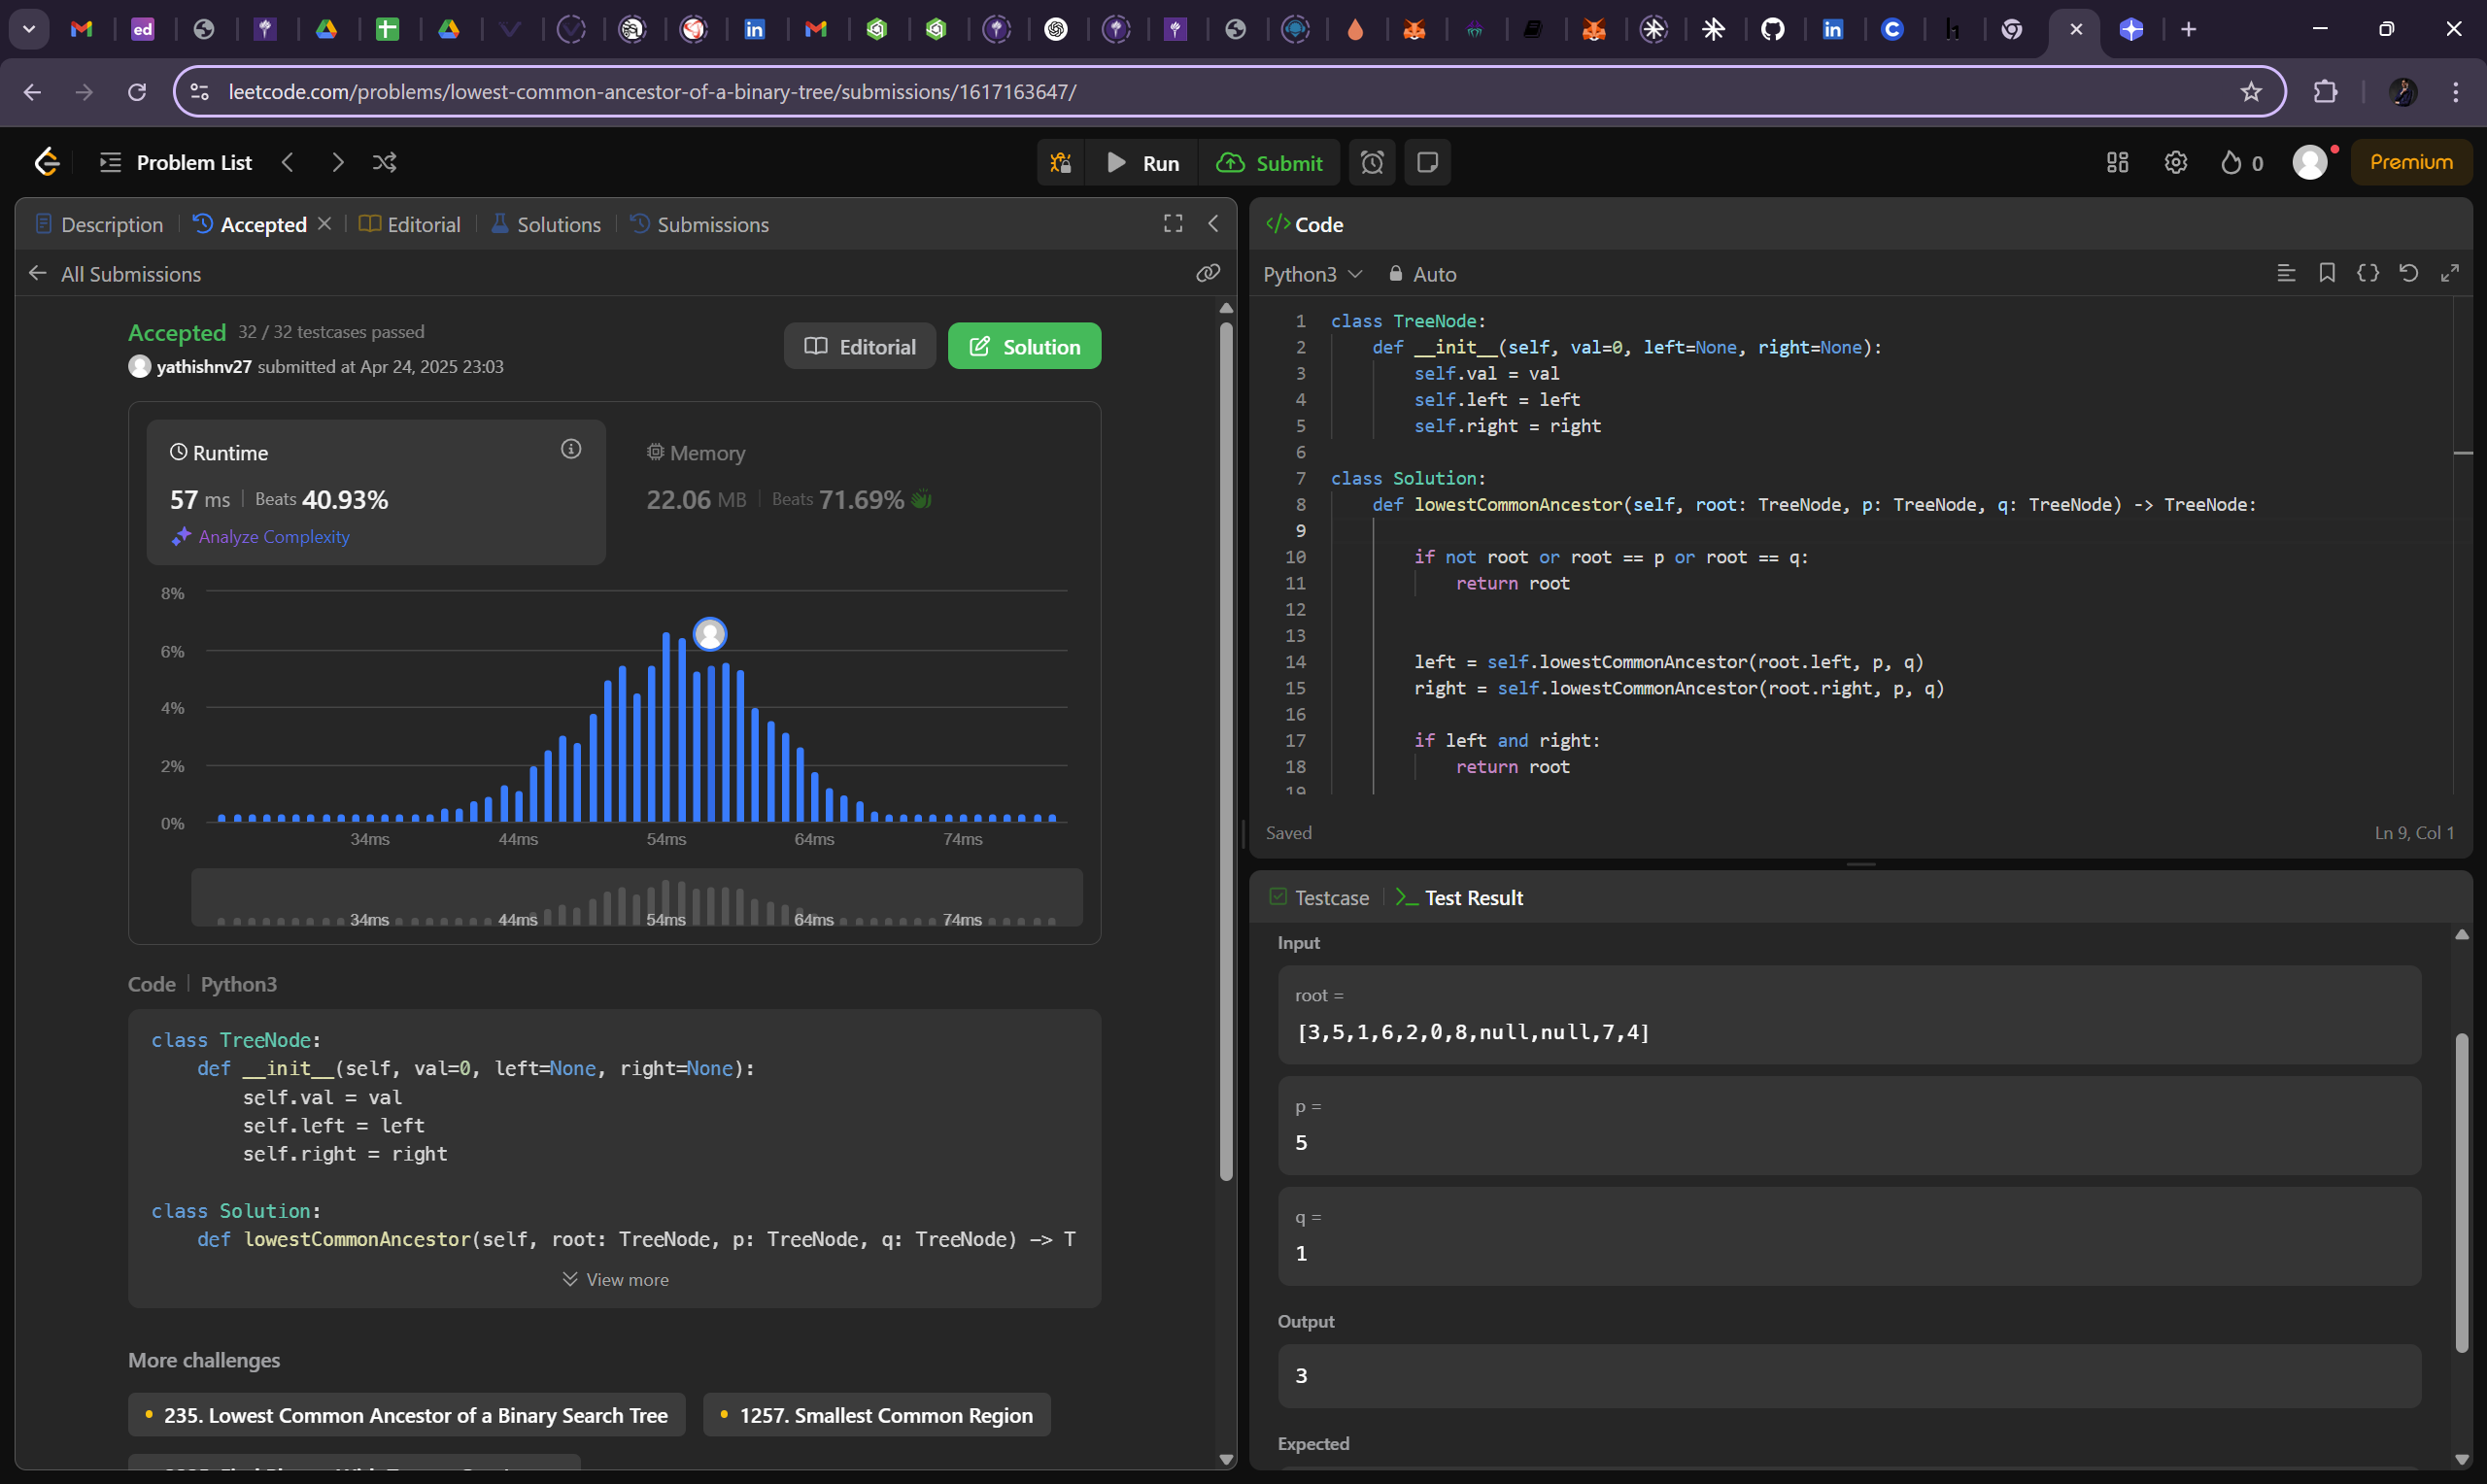 leetcode.com/problems/lowest-common-ancestor-of-a-binary-tree/submissions/1617163647/
Problem List
Run
Submit
0
Premium
Description
Accepted
Editorial
Solutions
Submissions
All Submissions
Accepted 32 / 32 testcases passed
yathishnv27 submitted at Apr 24, 2025 23:03
Editorial
Solution
Runtime
57 ms | Beats 40.93%
Analyze Complexity
Memory
22.06 MB | Beats 71.69%
8%
6%
4%
2%
0%
34ms 44ms 54ms 64ms 74ms
34ms 44ms 54ms 64ms 74ms
Code | Python3
class TreeNode:
    def __init__(self, val=0, left=None, right=None):
        self.val = val
        self.left = left
        self.right = right
class Solution:
    def lowestCommonAncestor(self, root: TreeNode, p: TreeNode, q: TreeNode) -> T
View more
More challenges
235. Lowest Common Ancestor of a Binary Search Tree
1257. Smallest Common Region
Code
Python3
Auto
1 class TreeNode:
2     def __init__(self, val=0, left=None, right=None):
3         self.val = val
4         self.left = left
5         self.right = right
6
7 class Solution:
8     def lowestCommonAncestor(self, root: TreeNode, p: TreeNode, q: TreeNode) -> TreeNode:
9
10         if not root or root == p or root == q:
11             return root
12
13
14         left = self.lowestCommonAncestor(root.left, p, q)
15         right = self.lowestCommonAncestor(root.right, p, q)
16
17         if left and right:
18             return root
19
Saved
Ln 9, Col 1
Testcase
Test Result
Input
root =
[3,5,1,6,2,0,8,null,null,7,4]
p =
5
q =
1
Output
3
Expected